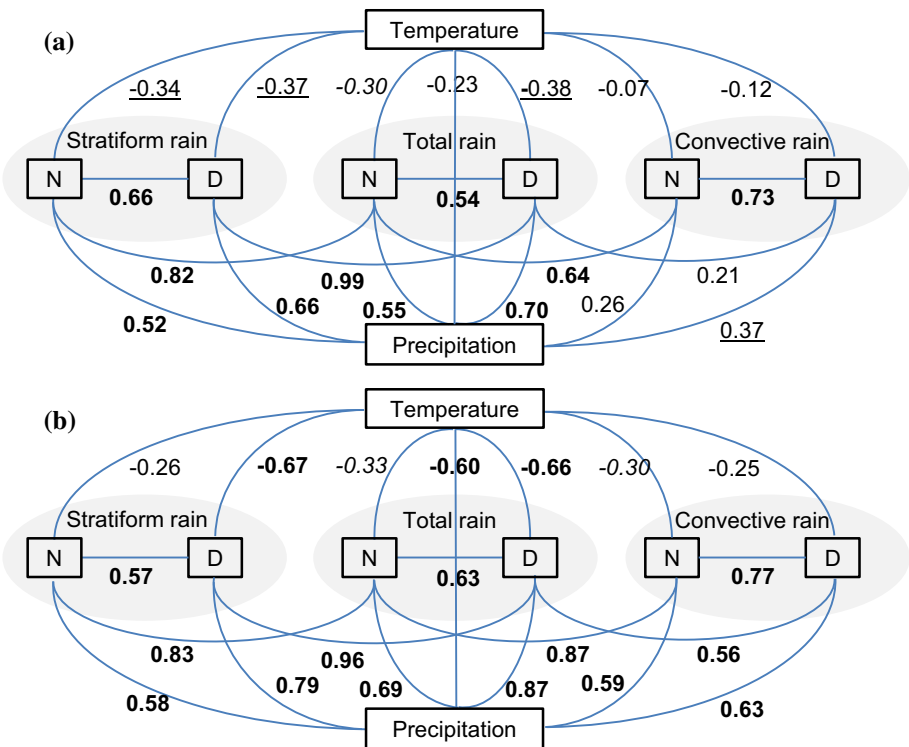 (a)
Temperature
-0.34 -0.37 -0.30 -0.23 -0.38 -0.07 -0.12
Stratiform rain Total rain Convective rain
N D N D N D
0.66 0.54 0.73
0.82 0.99 0.64 0.21
0.52 0.66 0.55 0.70 0.26 0.37
Precipitation
(b)
Temperature
-0.26 -0.67 -0.33 -0.60 -0.66 -0.30 -0.25
Stratiform rain Total rain Convective rain
N D N D N D
0.57 0.63 0.77
0.83 0.96 0.87 0.56
0.58 0.79 0.69 0.87 0.59 0.63
Precipitation